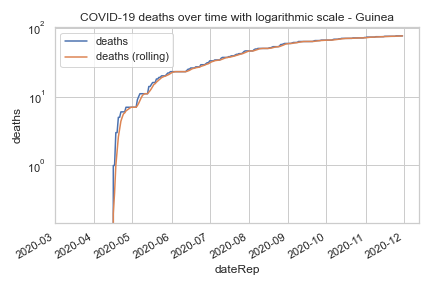 COVID-19 deaths over time with logarithmic scale - Guinea
deaths
deaths (rolling)
10²
10¹
10⁰
deaths
2020-03
2020-04
2020-05
2020-06
2020-07
2020-08
2020-09
2020-10
2020-11
2020-12
dateRep